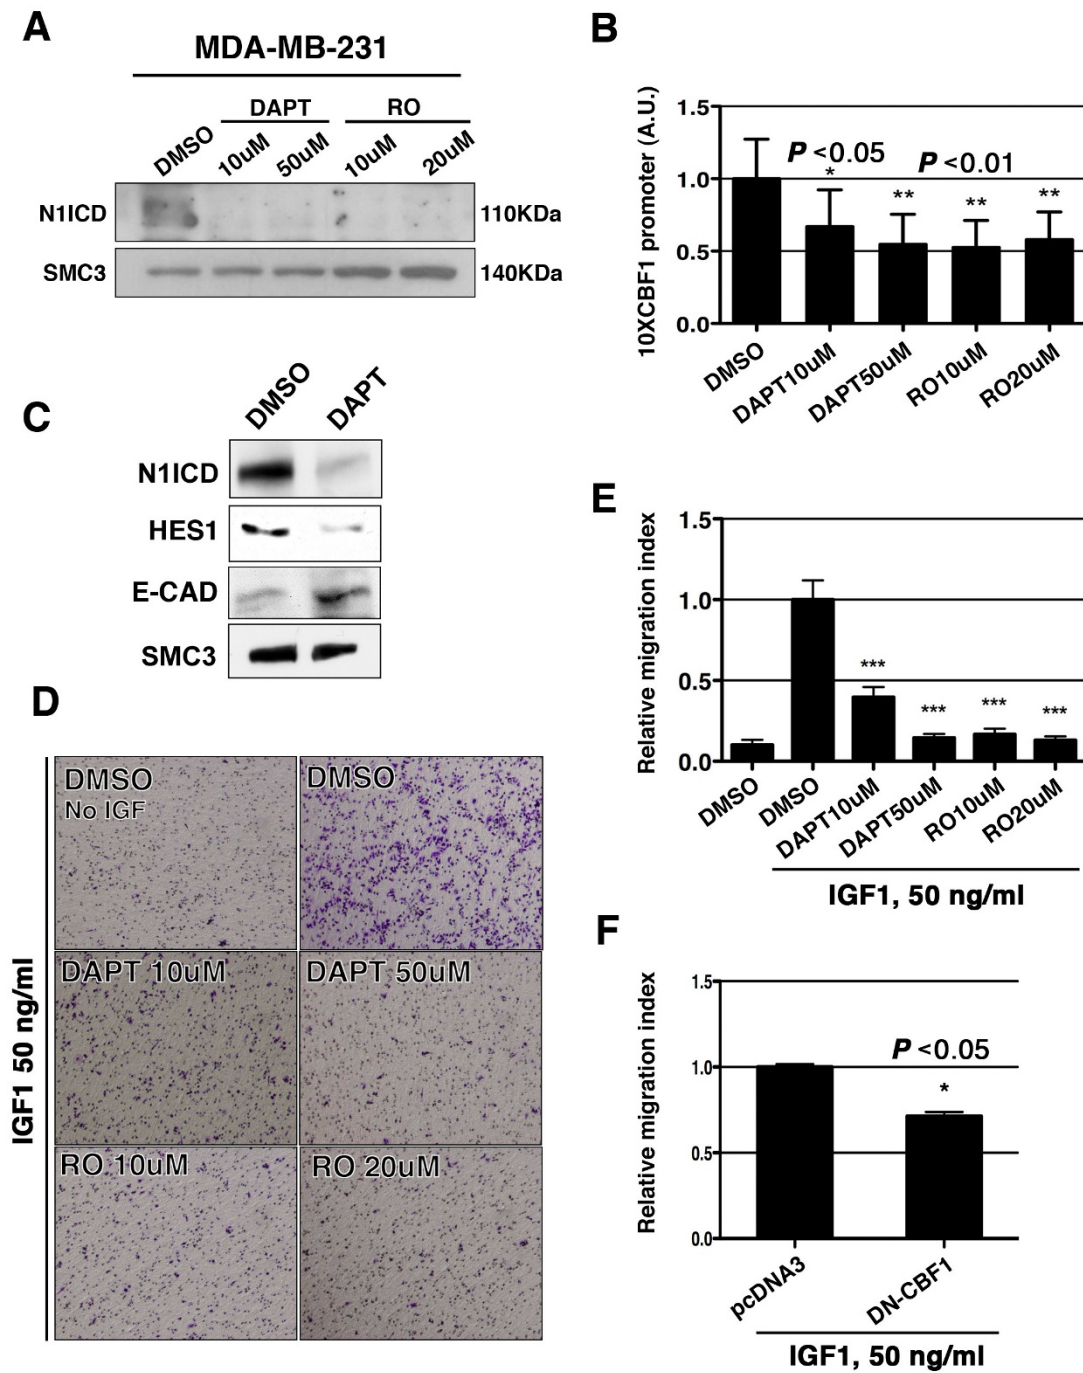 A
MDA-MB-231
DAPT
RO
DMSO
10uM
50uM
10uM
20uM
N1ICD
110KDa
SMC3
140KDa
B
10XCBF1 promoter (A.U.)
1.5
1.0
0.5
0.0
P <0.05
P <0.01
*
**
**
**
DMSO
DAPT10uM
DAPT50uM
RO10uM
RO20uM
C
DMSO
DAPT
N1ICD
HES1
E-CAD
SMC3
D
IGF1 50 ng/ml
DMSO
No IGF
DMSO
DAPT 10uM
DAPT 50uM
RO 10uM
RO 20uM
E
Relative migration index
1.5
1.0
0.5
0.0
***
***
***
***
DMSO
DMSO
DAPT10uM
DAPT50uM
RO10uM
RO20uM
IGF1, 50 ng/ml
F
Relative migration index
1.5
1.0
0.5
0.0
P <0.05
*
pcDNA3
DN-CBF1
IGF1, 50 ng/ml